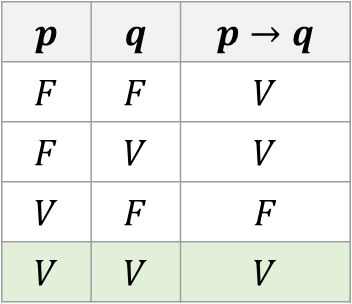 p q p → q
F F V
F V V
V F F
V V V